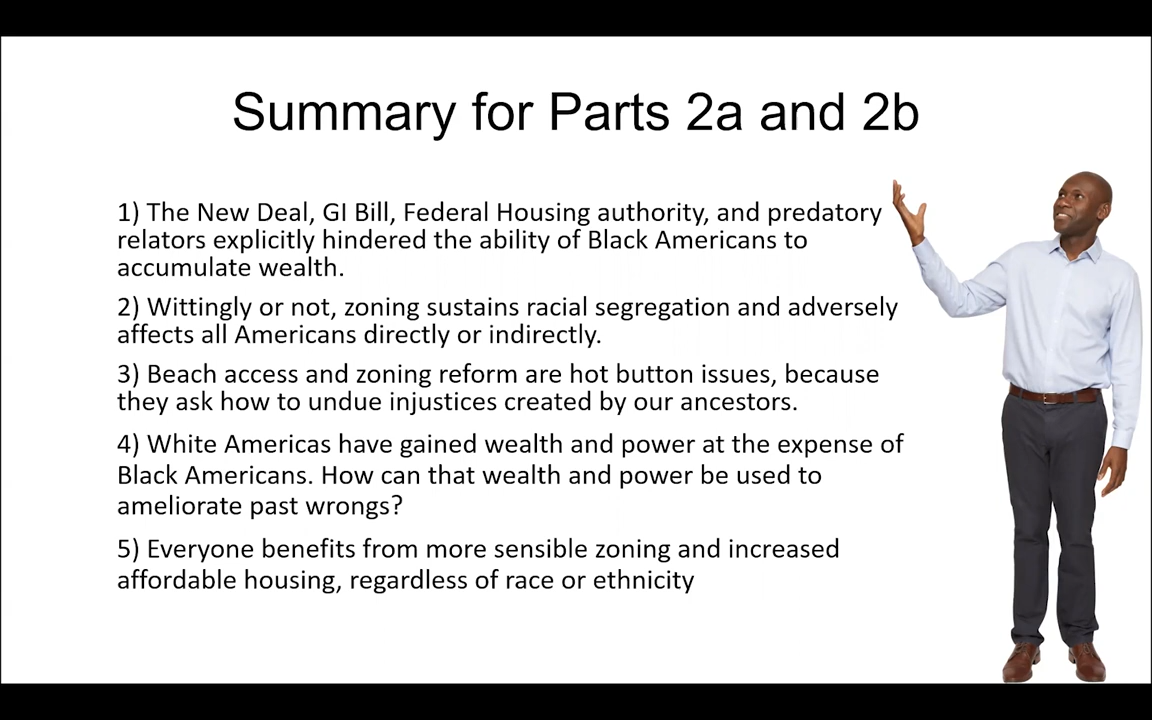 Summary for Parts 2a and 2b
1) The New Deal, GI Bill, Federal Housing authority, and predatory
relators explicitly hindered the ability of Black Americans to
accumulate wealth.
2) Wittingly or not, zoning sustains racial segregation and adversely
affects all Americans directly or indirectly.
3) Beach access and zoning reform are hot button issues, because
they ask how to undue injustices created by our ancestors.
4) White Americas have gained wealth and power at the expense of
Black Americans. How can that wealth and power be used to
ameliorate past wrongs?
5) Everyone benefits from more sensible zoning and increased
affordable housing, regardless of race or ethnicity